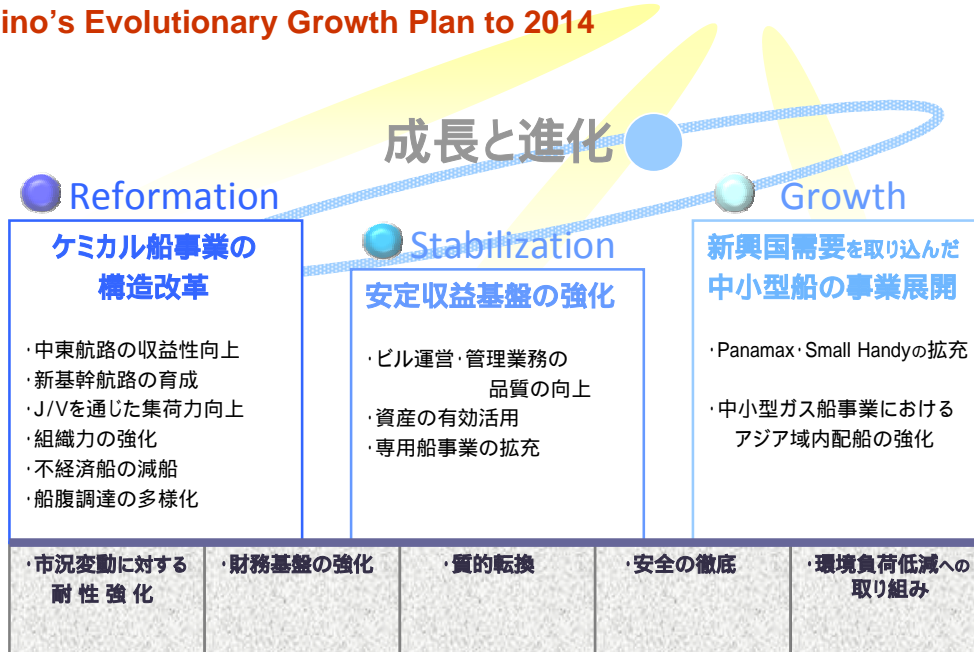 ino's Evolutionary Growth Plan to 2014
成長と進化
Reformation
ケミカル船事業の
構造改革
･中東航路の収益性向上
･新基幹航路の育成
･J/Vを通じた集荷力向上
･組織力の強化
･不経済船の減船
･船腹調達の多様化
Stabilization
安定収益基盤の強化
･ビル運営･管理業務の
品質の向上
･資産の有効活用
･専用船事業の拡充
Growth
新興国需要を取り込んだ
中小型船の事業展開
･Panamax･Small Handyの拡充
･中小型ガス船事業における
アジア域内配船の強化
･市況変動に対する
耐性強化
･財務基盤の強化
･質的転換
･安全の徹底
･環境負荷低減への
取り組み